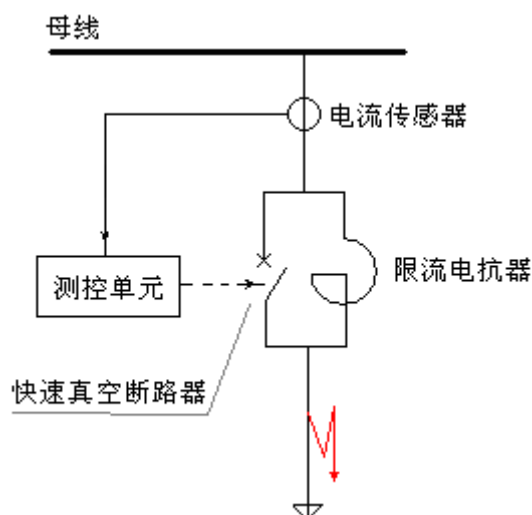 母线
电流传感器
测控单元
限流电抗器
快速真空断路器